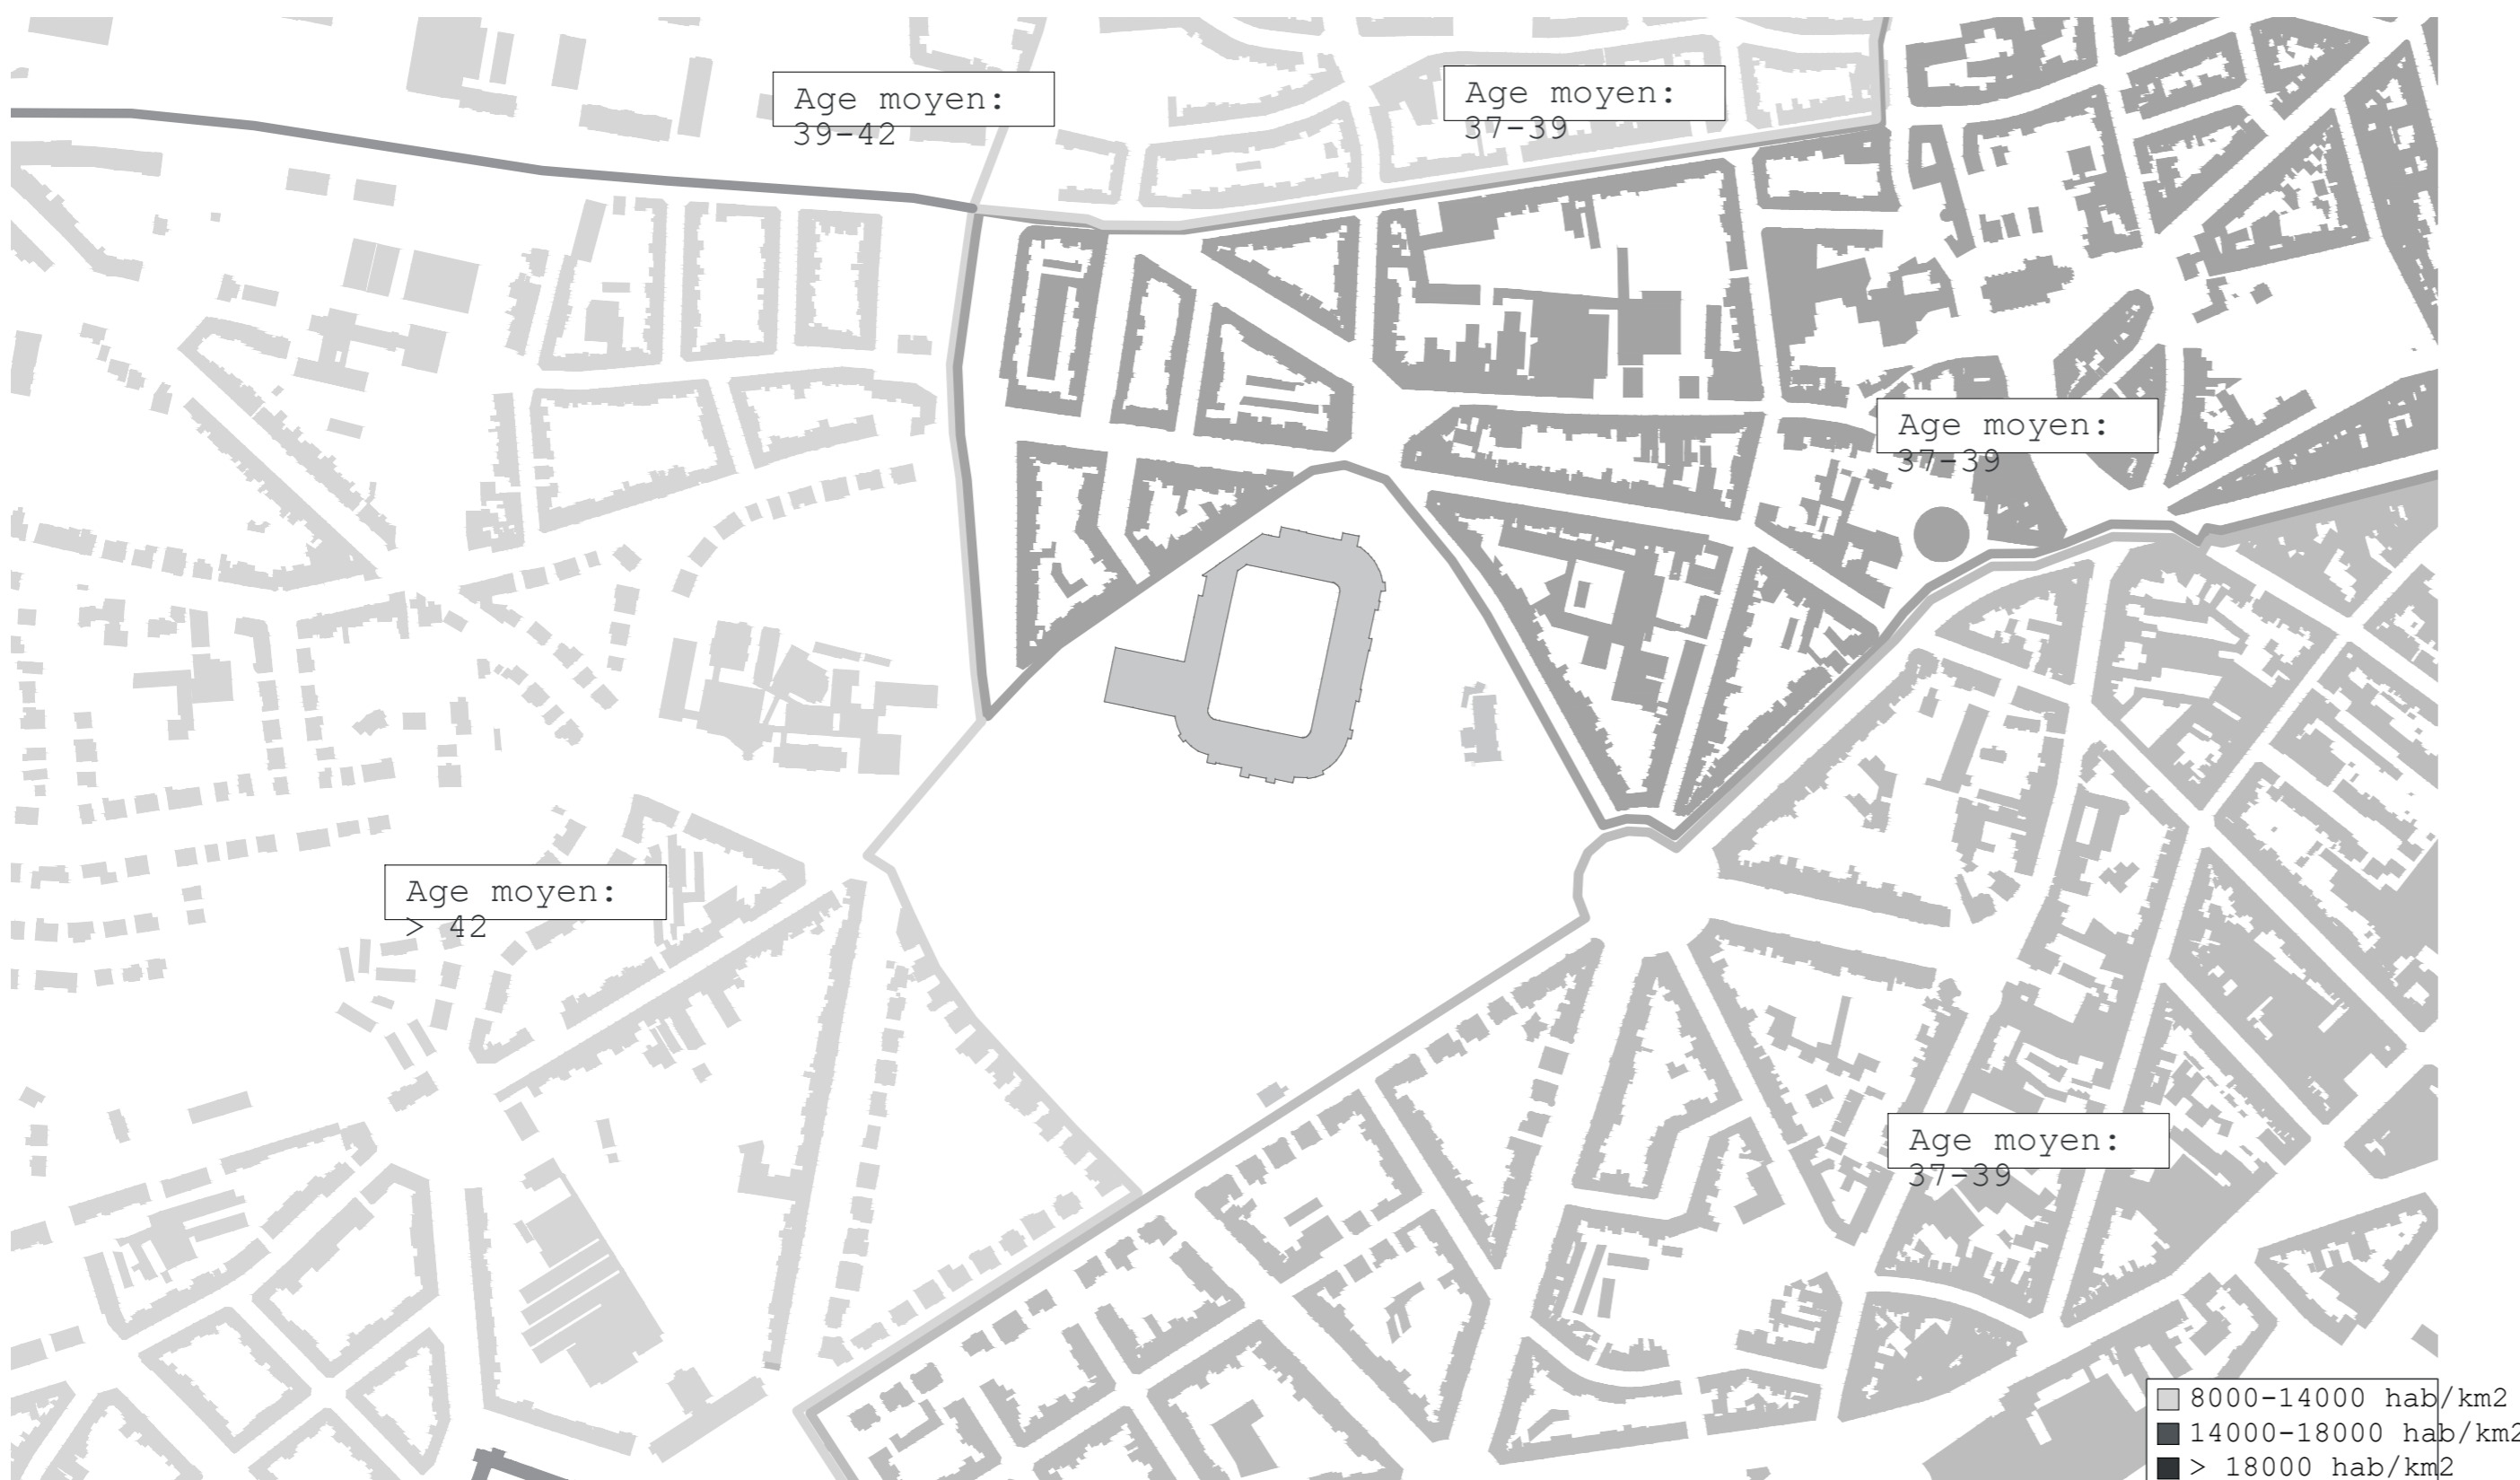 Age moyen:
39-42
Age moyen:
37-39
Age moyen:
37-39
Age moyen:
> 42
Age moyen:
37-39
8000-14000 hab/km2
14000-18000 hab/km2
> 18000 hab/km2